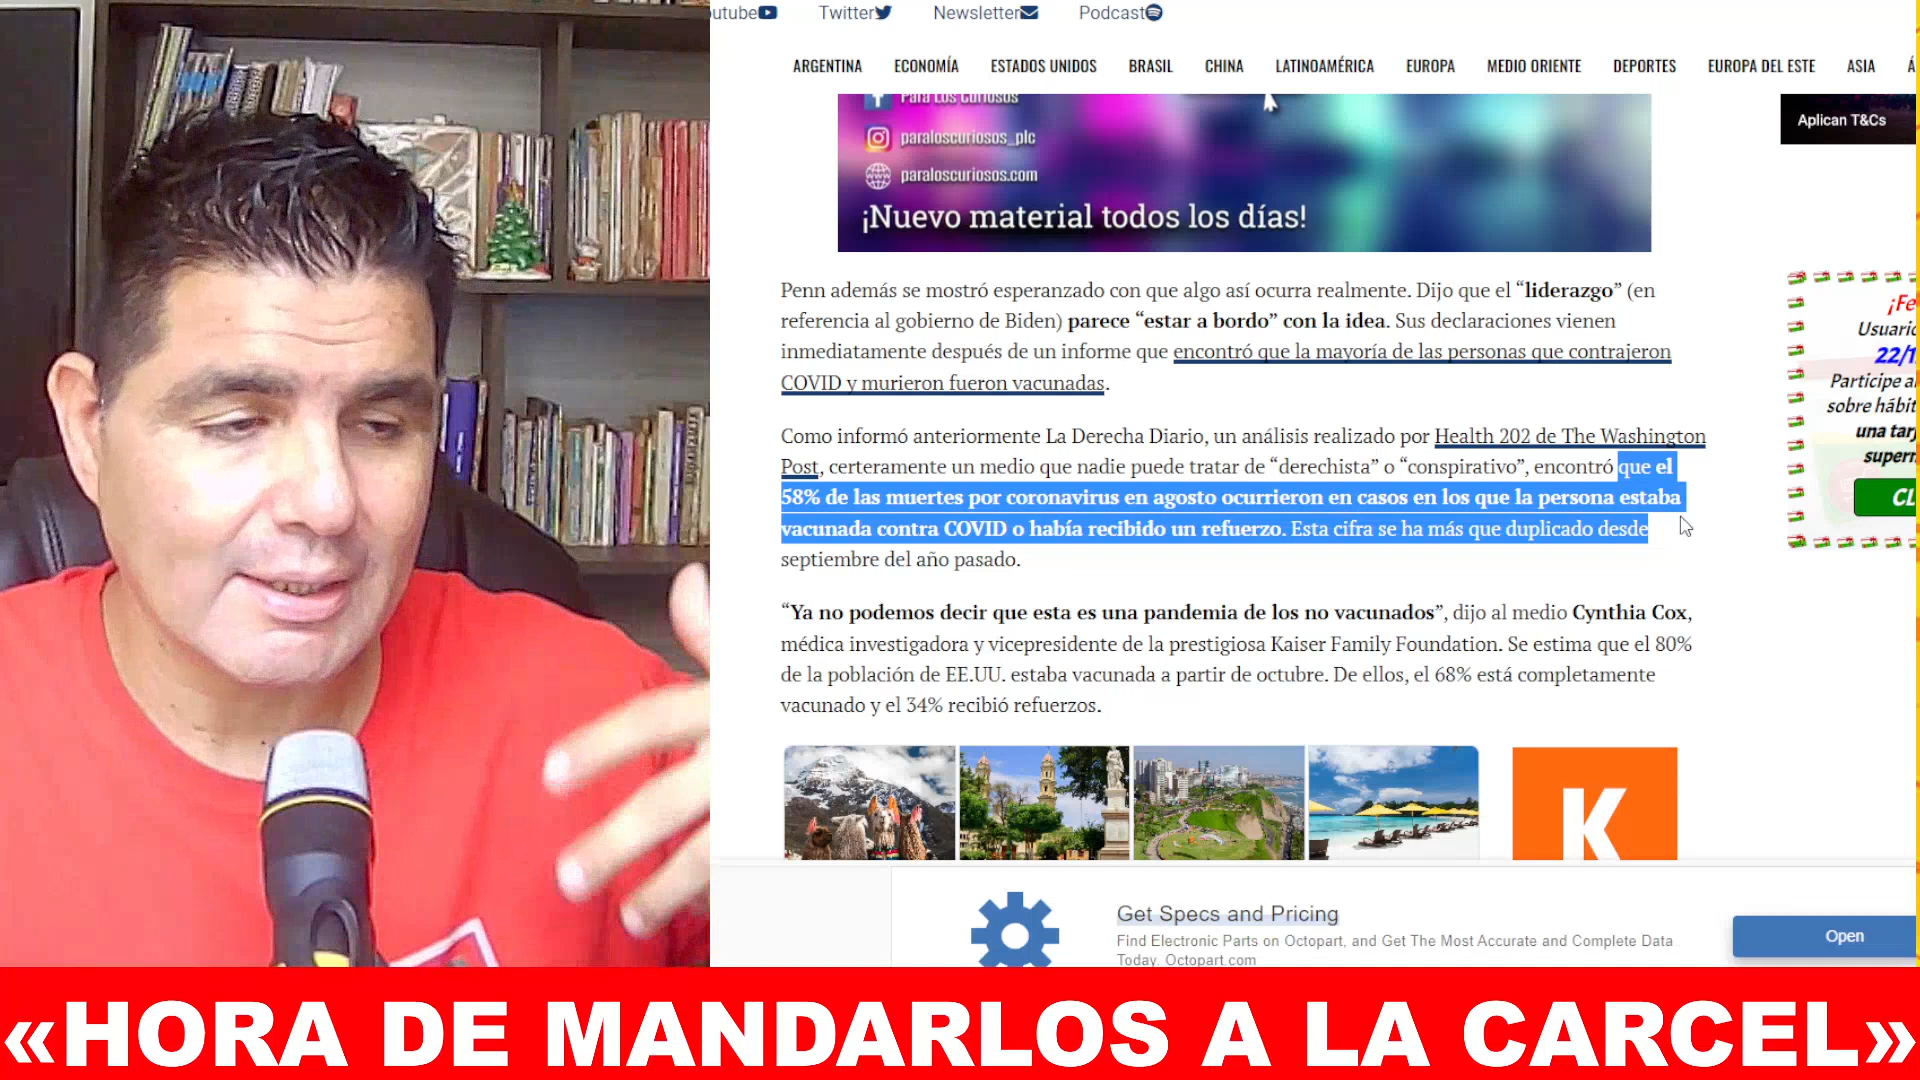 outube
Twitter
Newsletter
Podcast
ARGENTINA ECONOMÍA ESTADOS UNIDOS BRASIL CHINA LATINOAMÉRICA EUROPA MEDIO ORIENTE DEPORTES EUROPA DEL ESTE ASIA Á
Para Los Curiosos
paraloscuriosos_plc
paraloscuriosos.com
¡Nuevo material todos los días!
Aplican T&Cs
Penn además se mostró esperanzado con que algo así ocurra realmente. Dijo que el “liderazgo” (en
referencia al gobierno de Biden) parece “estar a bordo” con la idea. Sus declaraciones vienen
inmediatamente después de un informe que encontró que la mayoría de las personas que contrajeron
COVID y murieron fueron vacunadas.
Como informó anteriormente La Derecha Diario, un análisis realizado por Health 202 de The Washington
Post, certeramente un medio que nadie puede tratar de “derechista” o “conspirativo”, encontró que el
58% de las muertes por coronavirus en agosto ocurrieron en casos en los que la persona estaba
vacunada contra COVID o había recibido un refuerzo. Esta cifra se ha más que duplicado desde
septiembre del año pasado.
“Ya no podemos decir que esta es una pandemia de los no vacunados”, dijo al medio Cynthia Cox,
médica investigadora y vicepresidente de la prestigiosa Kaiser Family Foundation. Se estima que el 80%
de la población de EE.UU. estaba vacunada a partir de octubre. De ellos, el 68% está completamente
vacunado y el 34% recibió refuerzos.
¡Fe
Usuario
22/1
Participe a
sobre hábit
una tar
superm
CL
K
Get Specs and Pricing
Find Electronic Parts on Octopart, and Get The Most Accurate and Complete Data
Today. Octopart.com
Open
«HORA DE MANDARLOS A LA CARCEL»